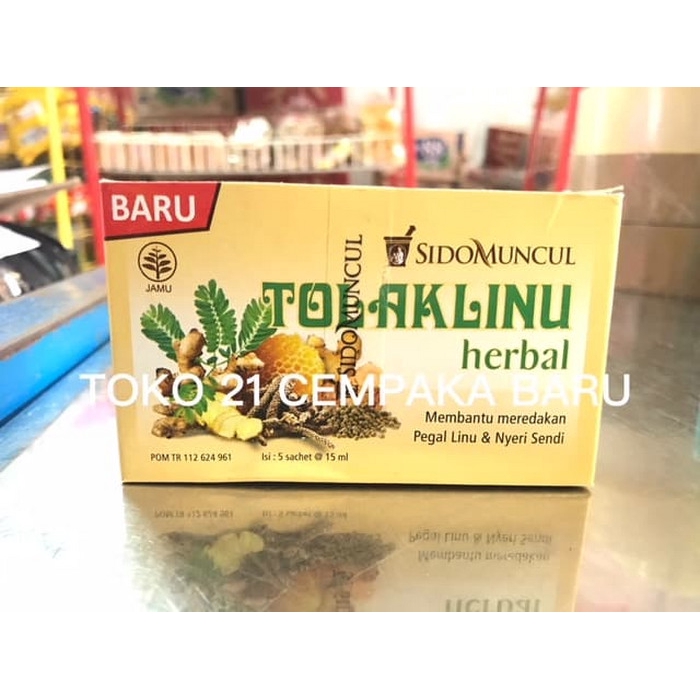 BARU
JAMU
SIDOMUNCUL
TOLAKLINU
herbal
SIDOMUNCUL
TOKO 21 CEMPAKA BARU
Membantu meredakan
Pegal Linu & Nyeri Sendi
POM TR 112 624 961 Isi : 5 sachet @ 15 ml